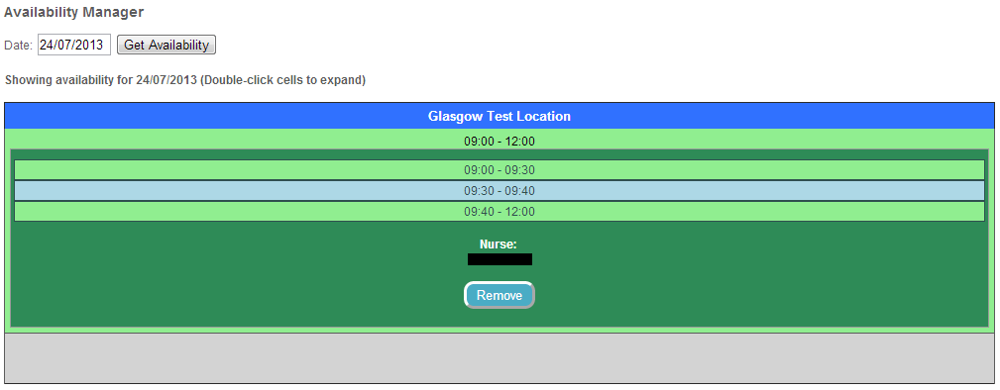 Availability Manager
Date: 24/07/2013 Get Availability
Showing availability for 24/07/2013 (Double-click cells to expand)
Glasgow Test Location
09:00 - 12:00
09:00 - 09:30
09:30 - 09:40
09:40 - 12:00
Nurse:
Remove